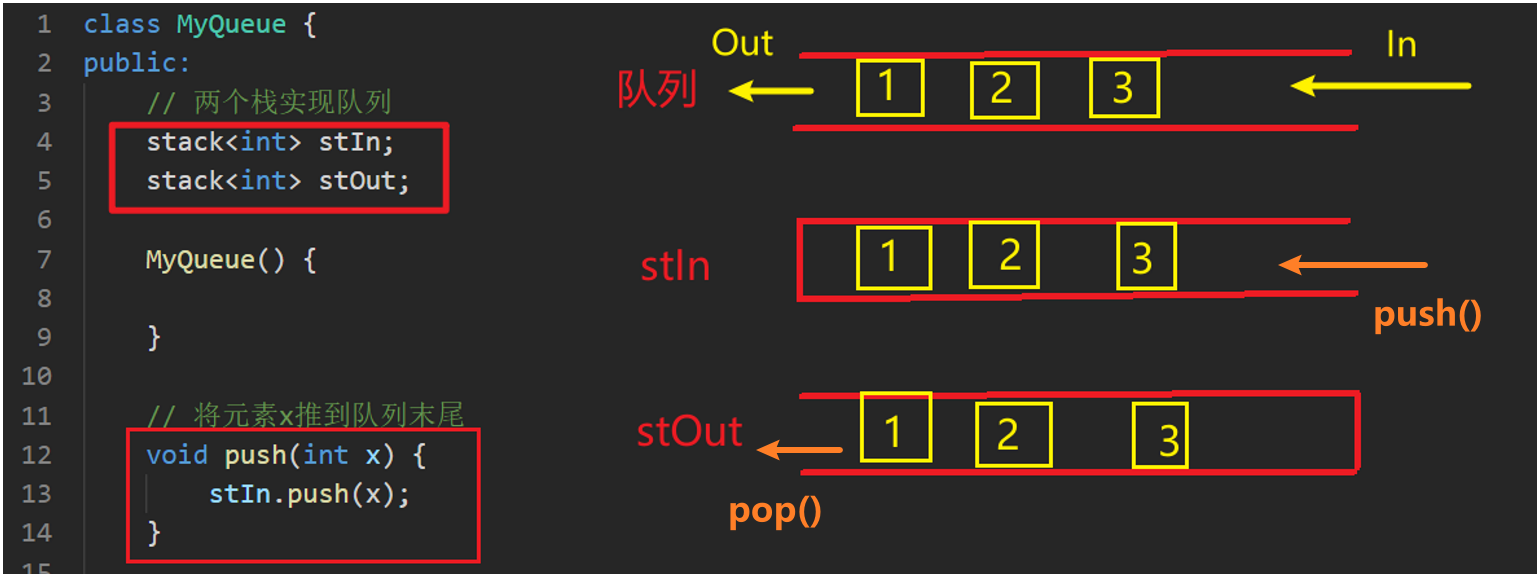 1 class MyQueue {
2 public:
3 // 两个栈实现队列
4 stack<int> stIn;
5 stack<int> stOut;
6
7 MyQueue() {
8
9 }
10
11 // 将元素x推到队列末尾
12 void push(int x) {
13 stIn.push(x);
14 }
15
Out In
队列 1 2 3
stIn 1 2 3
push()
stOut 1 2 3
pop()